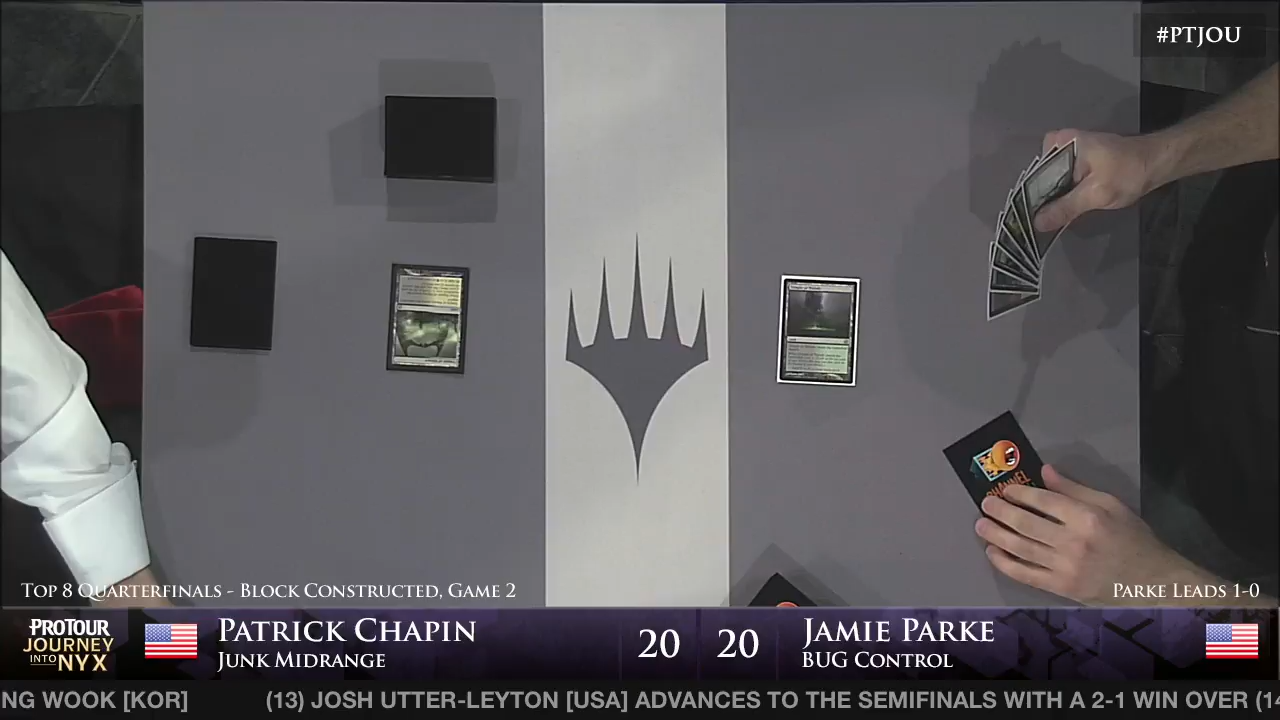 #PTJOU
Top 8 Quarterfinals - Block Constructed, Game 2
Parke Leads 1-0
PRO TOUR
JOURNEY
INTO
NYX
Patrick Chapin
Junk Midrange
20
20
Jamie Parke
BUG Control
NG WOOK [KOR]
(13) JOSH UTTER-LEYTON [USA] ADVANCES TO THE SEMIFINALS WITH A 2-1 WIN OVER (1